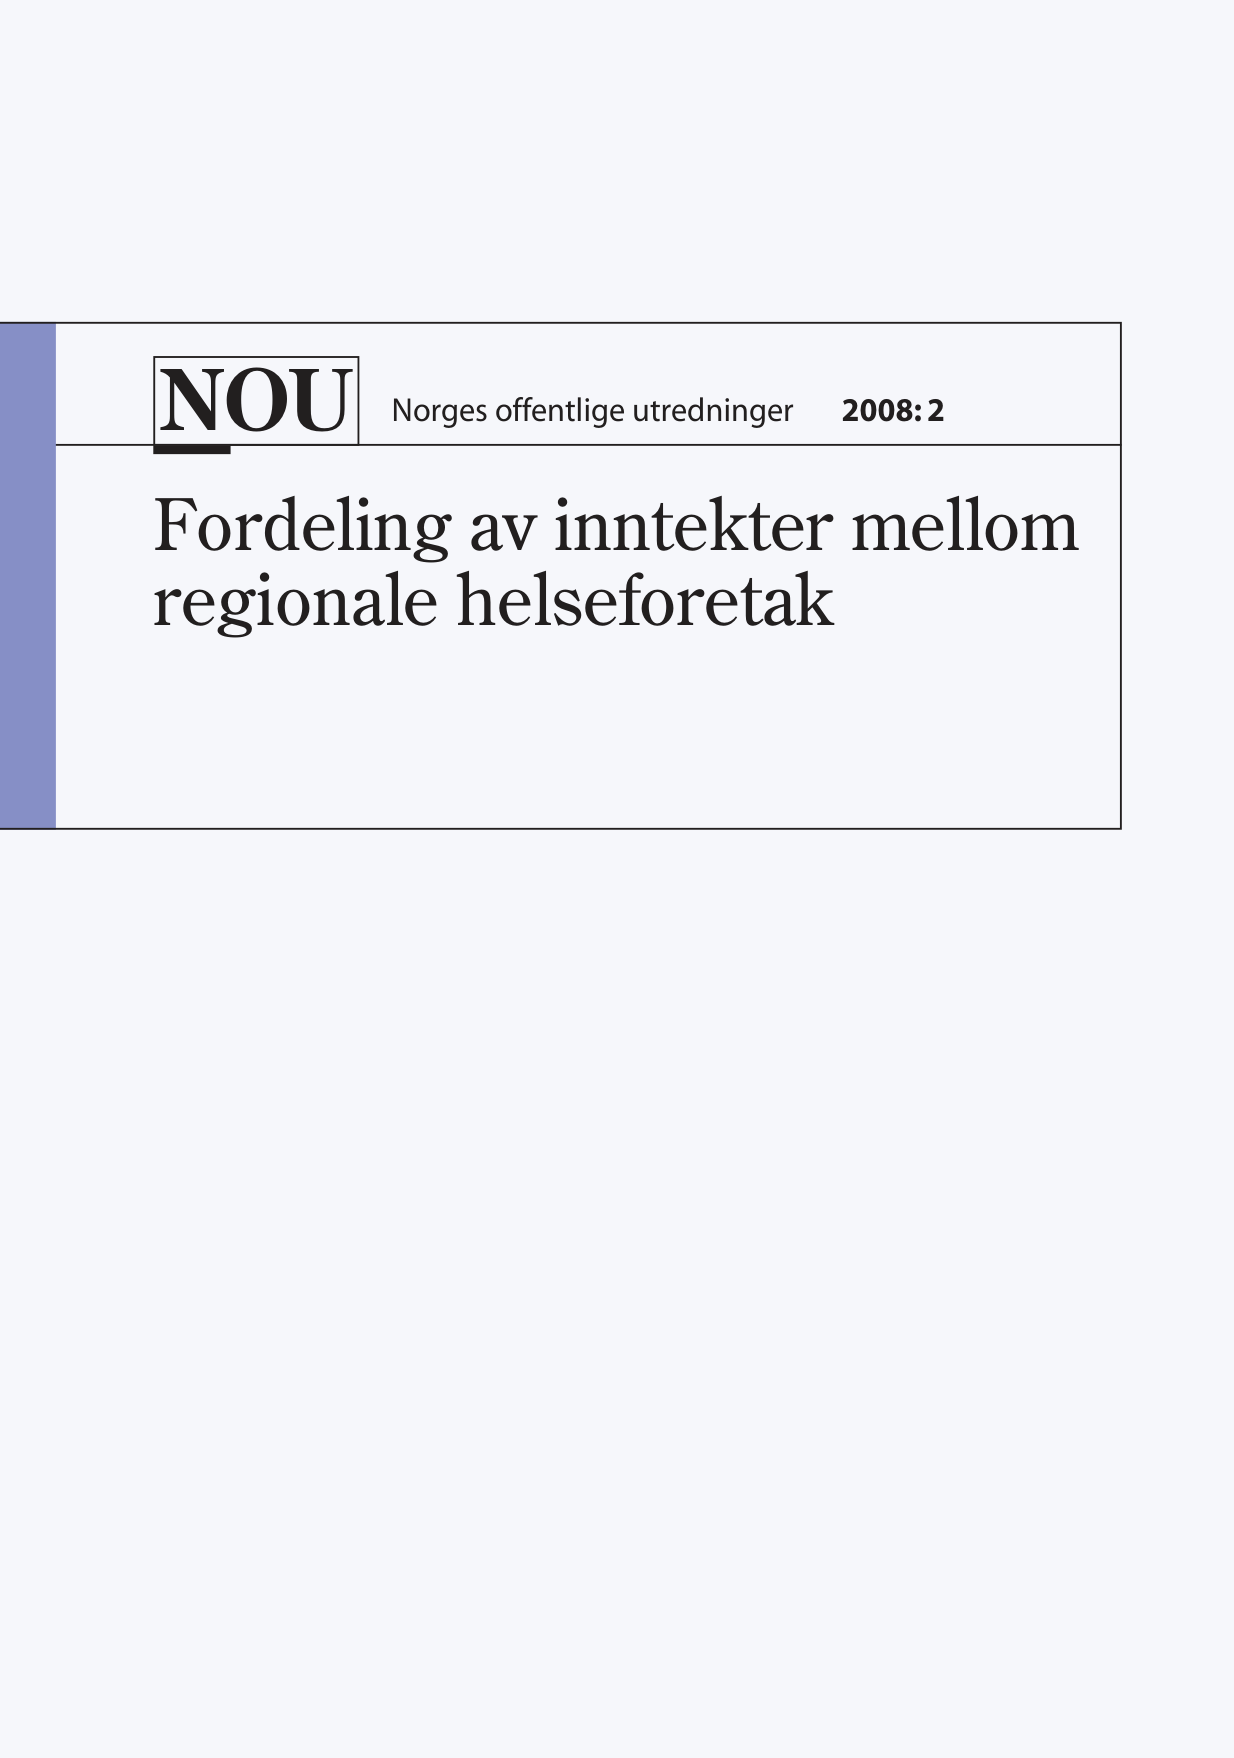 NOU Norges offentlige utredninger 2008: 2
Fordeling av inntekter mellom
regionale helseforetak